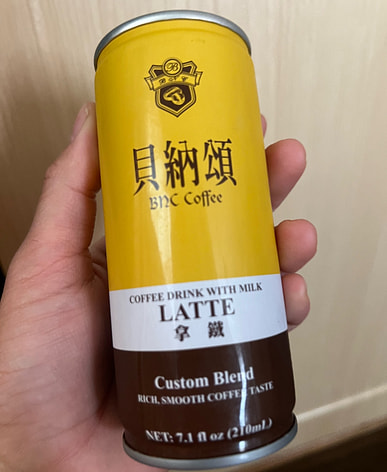 B
B N C
貝納頌
BNC Coffee
COFFEE DRINK WITH MILK
LATTE
拿鐵
Custom Blend
RICH, SMOOTH COFFEE TASTE
NET: 7.1 fl oz (210mL)